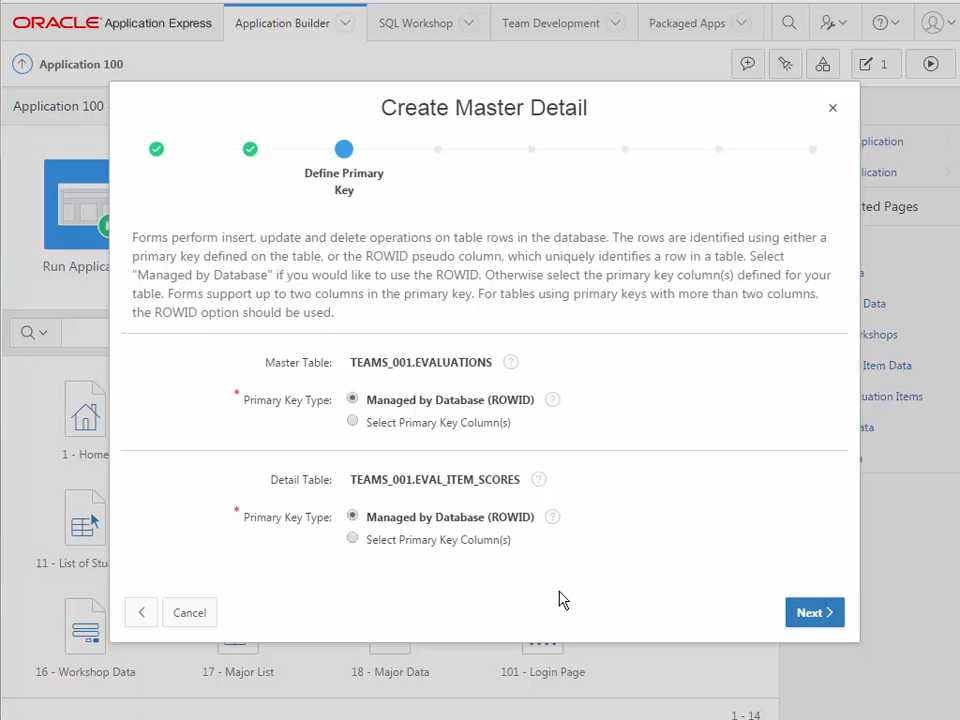 ORACLE® Application Express
Application Builder
SQL Workshop
Team Development
Packaged Apps
Application 100
1
Application 100
Create Master Detail
Define Primary
Key
Forms perform insert, update and delete operations on table rows in the database. The rows are identified using either a
primary key defined on the table, or the ROWID pseudo column, which uniquely identifies a row in a table. Select
"Managed by Database" if you would like to use the ROWID. Otherwise select the primary key column(s) defined for your
table. Forms support up to two columns in the primary key. For tables using primary keys with more than two columns,
the ROWID option should be used.
Master Table: TEAMS_001.EVALUATIONS
* Primary Key Type: Managed by Database (ROWID)
Select Primary Key Column(s)
Detail Table: TEAMS_001.EVAL_ITEM_SCORES
* Primary Key Type: Managed by Database (ROWID)
Select Primary Key Column(s)
Cancel
Next
plication
lication
ted Pages
Data
kshops
Item Data
uation Items
ata
Run Applica
1 - Home
11 - List of Stu
16 - Workshop Data
17 - Major List
18 - Major Data
101 - Login Page
1 - 14